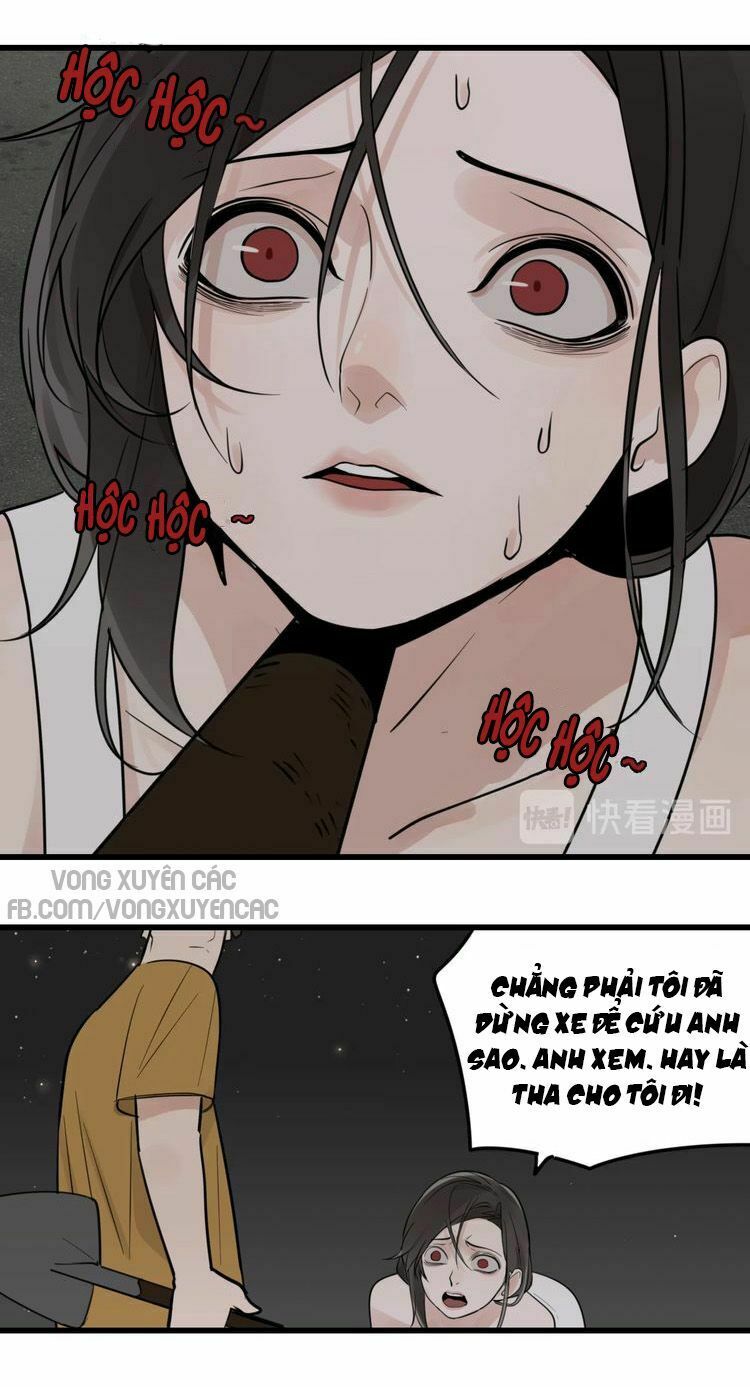 HỘC HỘC ~
HỘC HỘC ~
HỘC HỘC ~
快看!
快看漫画
VONG XUYÊN CÁC
FB.COM/VONGXUYENCAC
CHẲNG PHẢI TÔI ĐÃ
DỪNG XE ĐỂ CỨU ANH
SAO. ANH XEM. HAY LÀ
THA CHO TÔI ĐI!